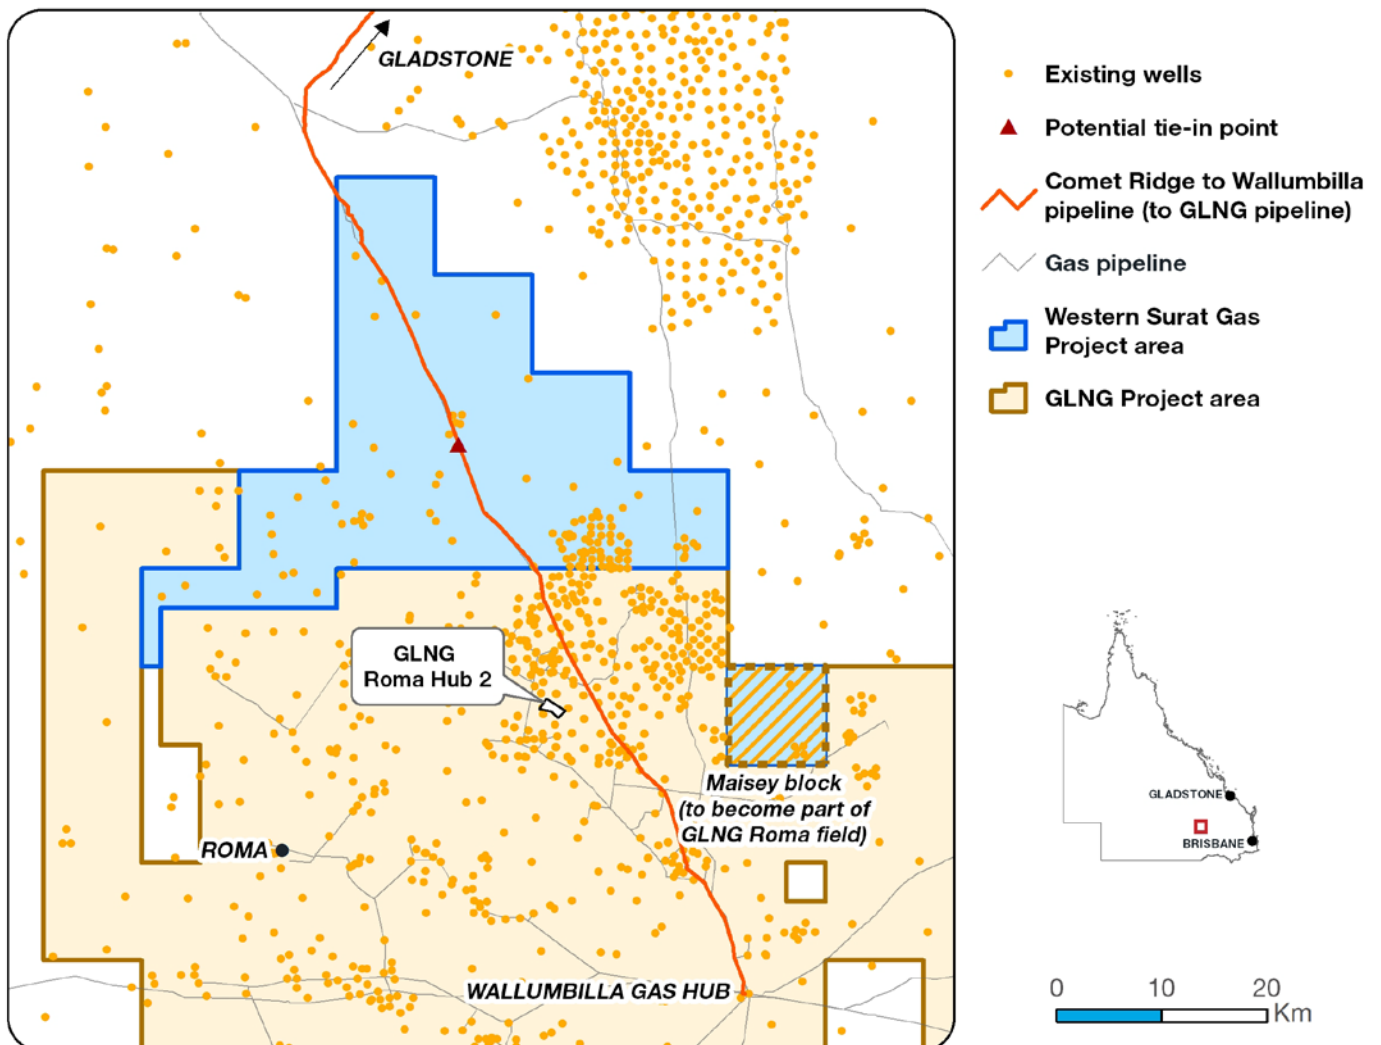 GLADSTONE
GLNG
Roma Hub 2
Maisey block
(to become part of
GLNG Roma field)
ROMA
WALLUMBILLA GAS HUB
Existing wells
Potential tie-in point
Comet Ridge to Wallumbilla
pipeline (to GLNG pipeline)
Gas pipeline
Western Surat Gas
Project area
GLNG Project area
GLADSTONE
BRISBANE
0 10 20
Km